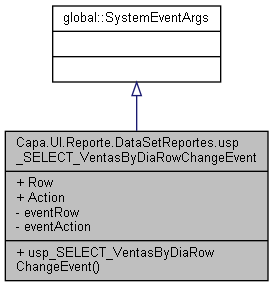 global::SystemEventArgs
Capa.UI.Reporte.DataSetReportes.usp
_SELECT_VentasByDiaRowChangeEvent
+ Row
+ Action
- eventRow
- eventAction
+ usp_SELECT_VentasByDiaRow
ChangeEvent()